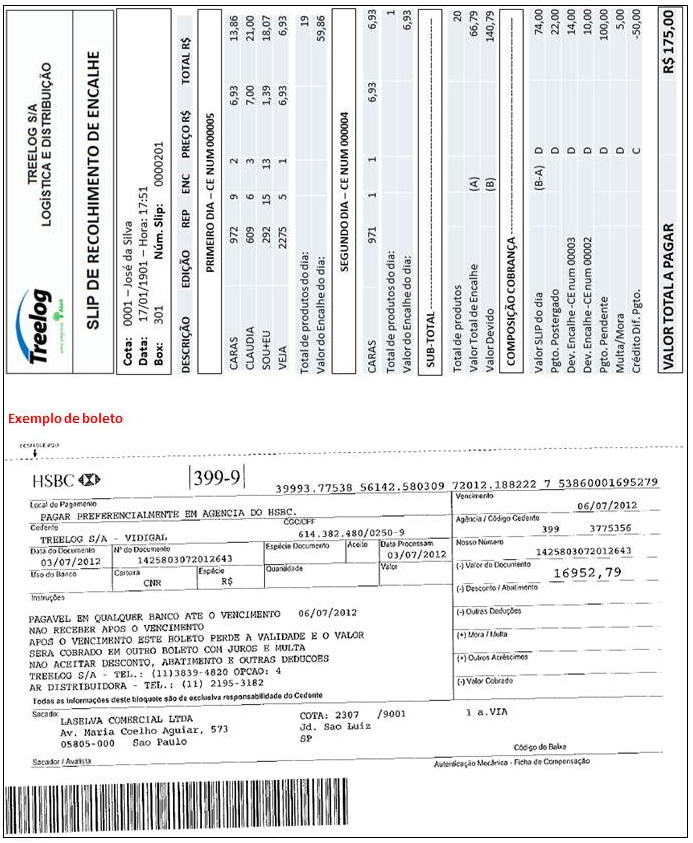 Treelog
uma empresa Abril
TREELOG S/A
LOGÍSTICA E DISTRIBUIÇÃO
SLIP DE RECOLHIMENTO DE ENCALHE
Cota: 0001 – José da Silva
Data: 17/01/1901 – Hora: 17:51
Box: 301 Núm. Slip: 0000201
DESCRIÇÃO EDIÇÃO REP ENC PREÇO R$ TOTAL R$
PRIMEIRO DIA – CE NUM 000005
CARAS 972 9 2 6,93 13,86
CLAUDIA 609 6 3 7,00 21,00
SOU+EU 292 15 13 1,39 18,07
VEJA 2275 5 1 6,93 6,93
Total de produtos do dia: 19
Valor do Encalhe do dia: 59,86
SEGUNDO DIA – CE NUM 000004
CARAS 971 1 1 6,93 6,93
Total de produtos do dia: 1
Valor do Encalhe do dia: 6,93
SUB-TOTAL
Total de produtos 20
Valor Total de Encalhe (A) 66,79
Valor Devido (B) 140,79
COMPOSIÇÃO COBRANÇA
Valor SLIP do dia (B-A) D 74,00
Pgto. Postergado D 22,00
Dev. Encalhe -CE num 00003 D 14,00
Dev. Encalhe -CE num 00002 D 10,00
Pgto. Pendente D 100,00
Multa/Mora D 5,00
Crédito Dif. Pgto. C -50,00
VALOR TOTAL A PAGAR R$ 175,00
Exemplo de boleto
DESTAQUE AQUI
HSBC 399-9 39993.77538 56142.580309 72012.188222 7 53860001695279
Local de Pagamento
PAGAR PREFERENCIALMENTE EM AGENCIA DO HSBC.
Vencimento
06/07/2012
Cedente CGC/CPF
TREELOG S/A - VIDIGAL 614.382.480/0250-9
Agência / Código Cedente
399 3775356
Data do Documento Nº do Documento Espécie Documento Aceite Data Processam.
03/07/2012 1425803072012643 03/07/2012
Nosso Número
1425803072012643
Uso do Banco Carteira Espécie Quantidade Valor
CNR R$
(-) Valor do Documento
16952,79
Instruções
(-) Desconto / Abatimento
(-) Outras Deduções
(+) Mora / Multa
(+) Outros Acréscimos
(-) Valor Cobrado
PAGAVEL EM QUALQUER BANCO ATE O VENCIMENTO 06/07/2012
NAO RECEBER APOS O VENCIMENTO
APOS O VENCIMENTO ESTE BOLETO PERDE A VALIDADE E O VALOR
SERA COBRADO EM OUTRO BOLETO COM JUROS E MULTA
NAO ACEITAR DESCONTO, ABATIMENTO E OUTRAS DEDUCOES
TREELOG S/A - TEL.: (11)3839-4820 OPCAO: 4
AR DISTRIBUIDORA - TEL.: (11) 2195-3182
Todas as informações deste bloquete são de exclusiva responsabilidade do Cedente
Sacado:
LASELVA COMERCIAL LTDA COTA: 2307 /9001 1 a.VIA
Av. Maria Coelho Aguiar, 573 Jd. Sao Luiz
05805-000 Sao Paulo SP
Código de Baixa
Sacador / Avalista Autenticação Mecânica - Ficha de Compensação